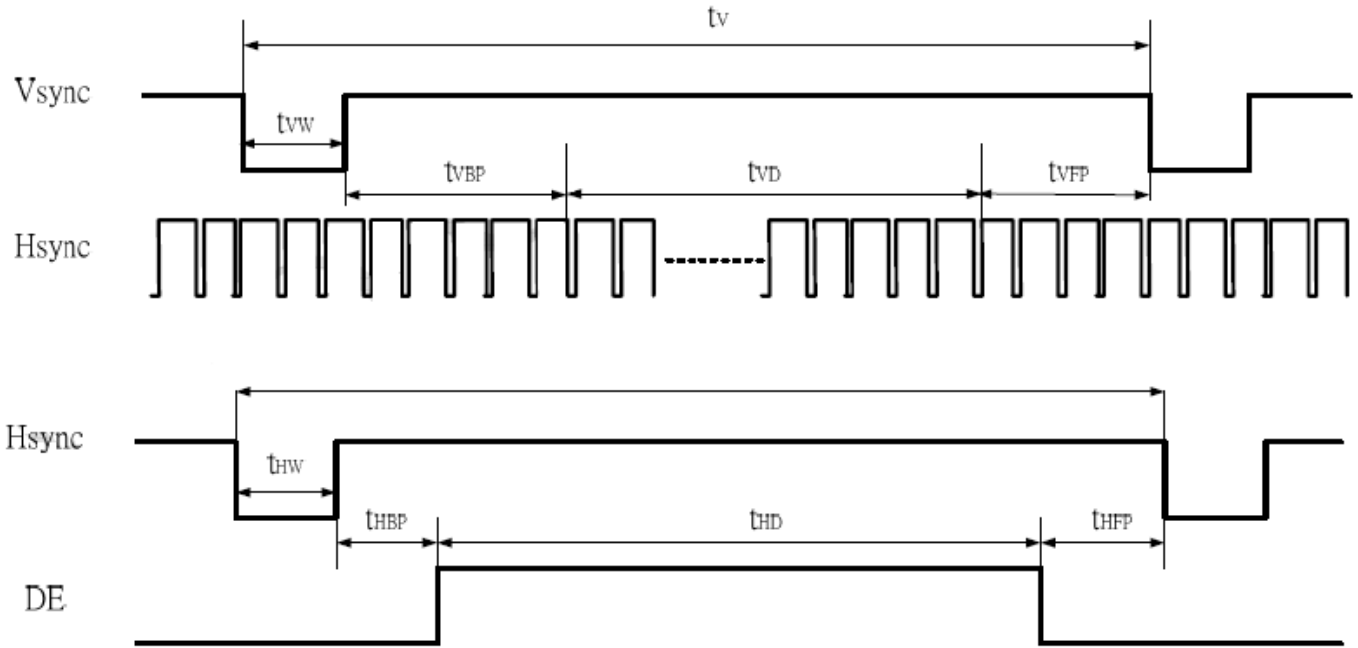 tV
Vsync
tVW
tVBP
tVD
tVFP
Hsync
Hsync
tHW
tHBP
tHD
tHFP
DE